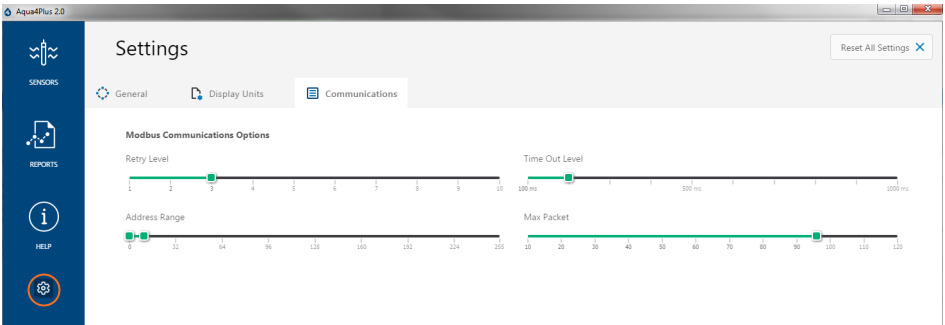 Aqua4Plus 2.0
Settings
Reset All Settings
SENSORS
General
Display Units
Communications
Modbus Communications Options
Retry Level
Time Out Level
1 2 3 4 5 6 7 8 9 10
100 ms 500 ms 1000 ms
REPORTS
Address Range
Max Packet
0 32 64 96 128 160 192 224 255
10 20 30 40 50 60 70 80 90 100 110 120
HELP